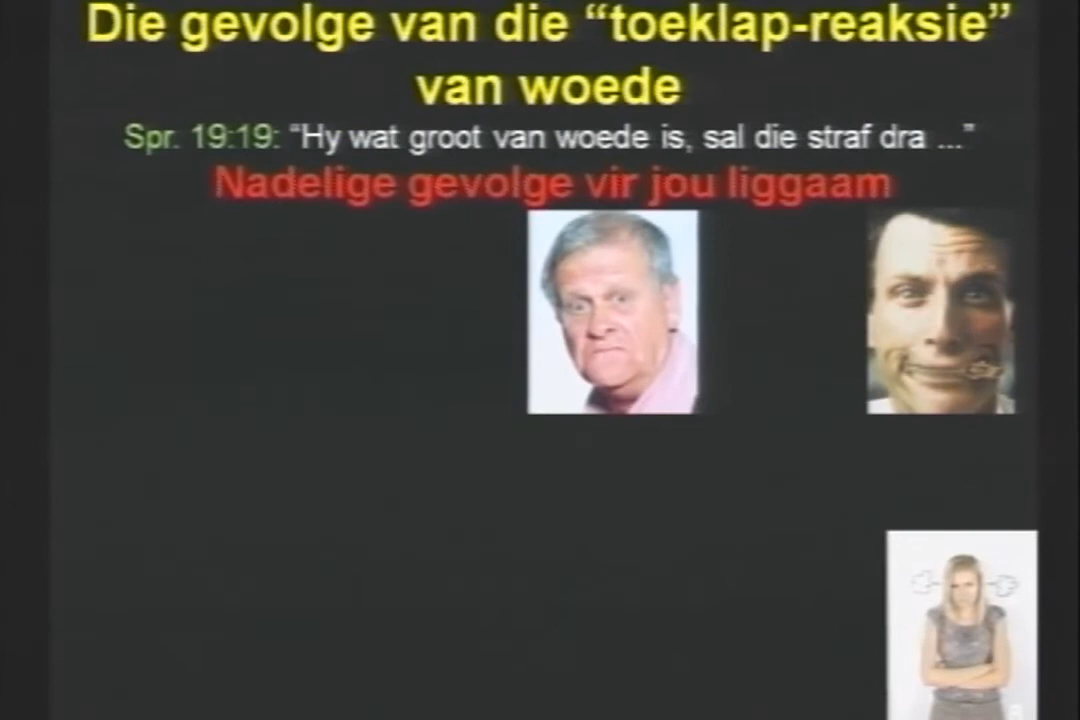 Die gevolge van die “toeklap-reaksie”
van woede
Spr. 19:19: “Hy wat groot van woede is, sal die straf dra ...”
Nadelige gevolge vir jou liggaam